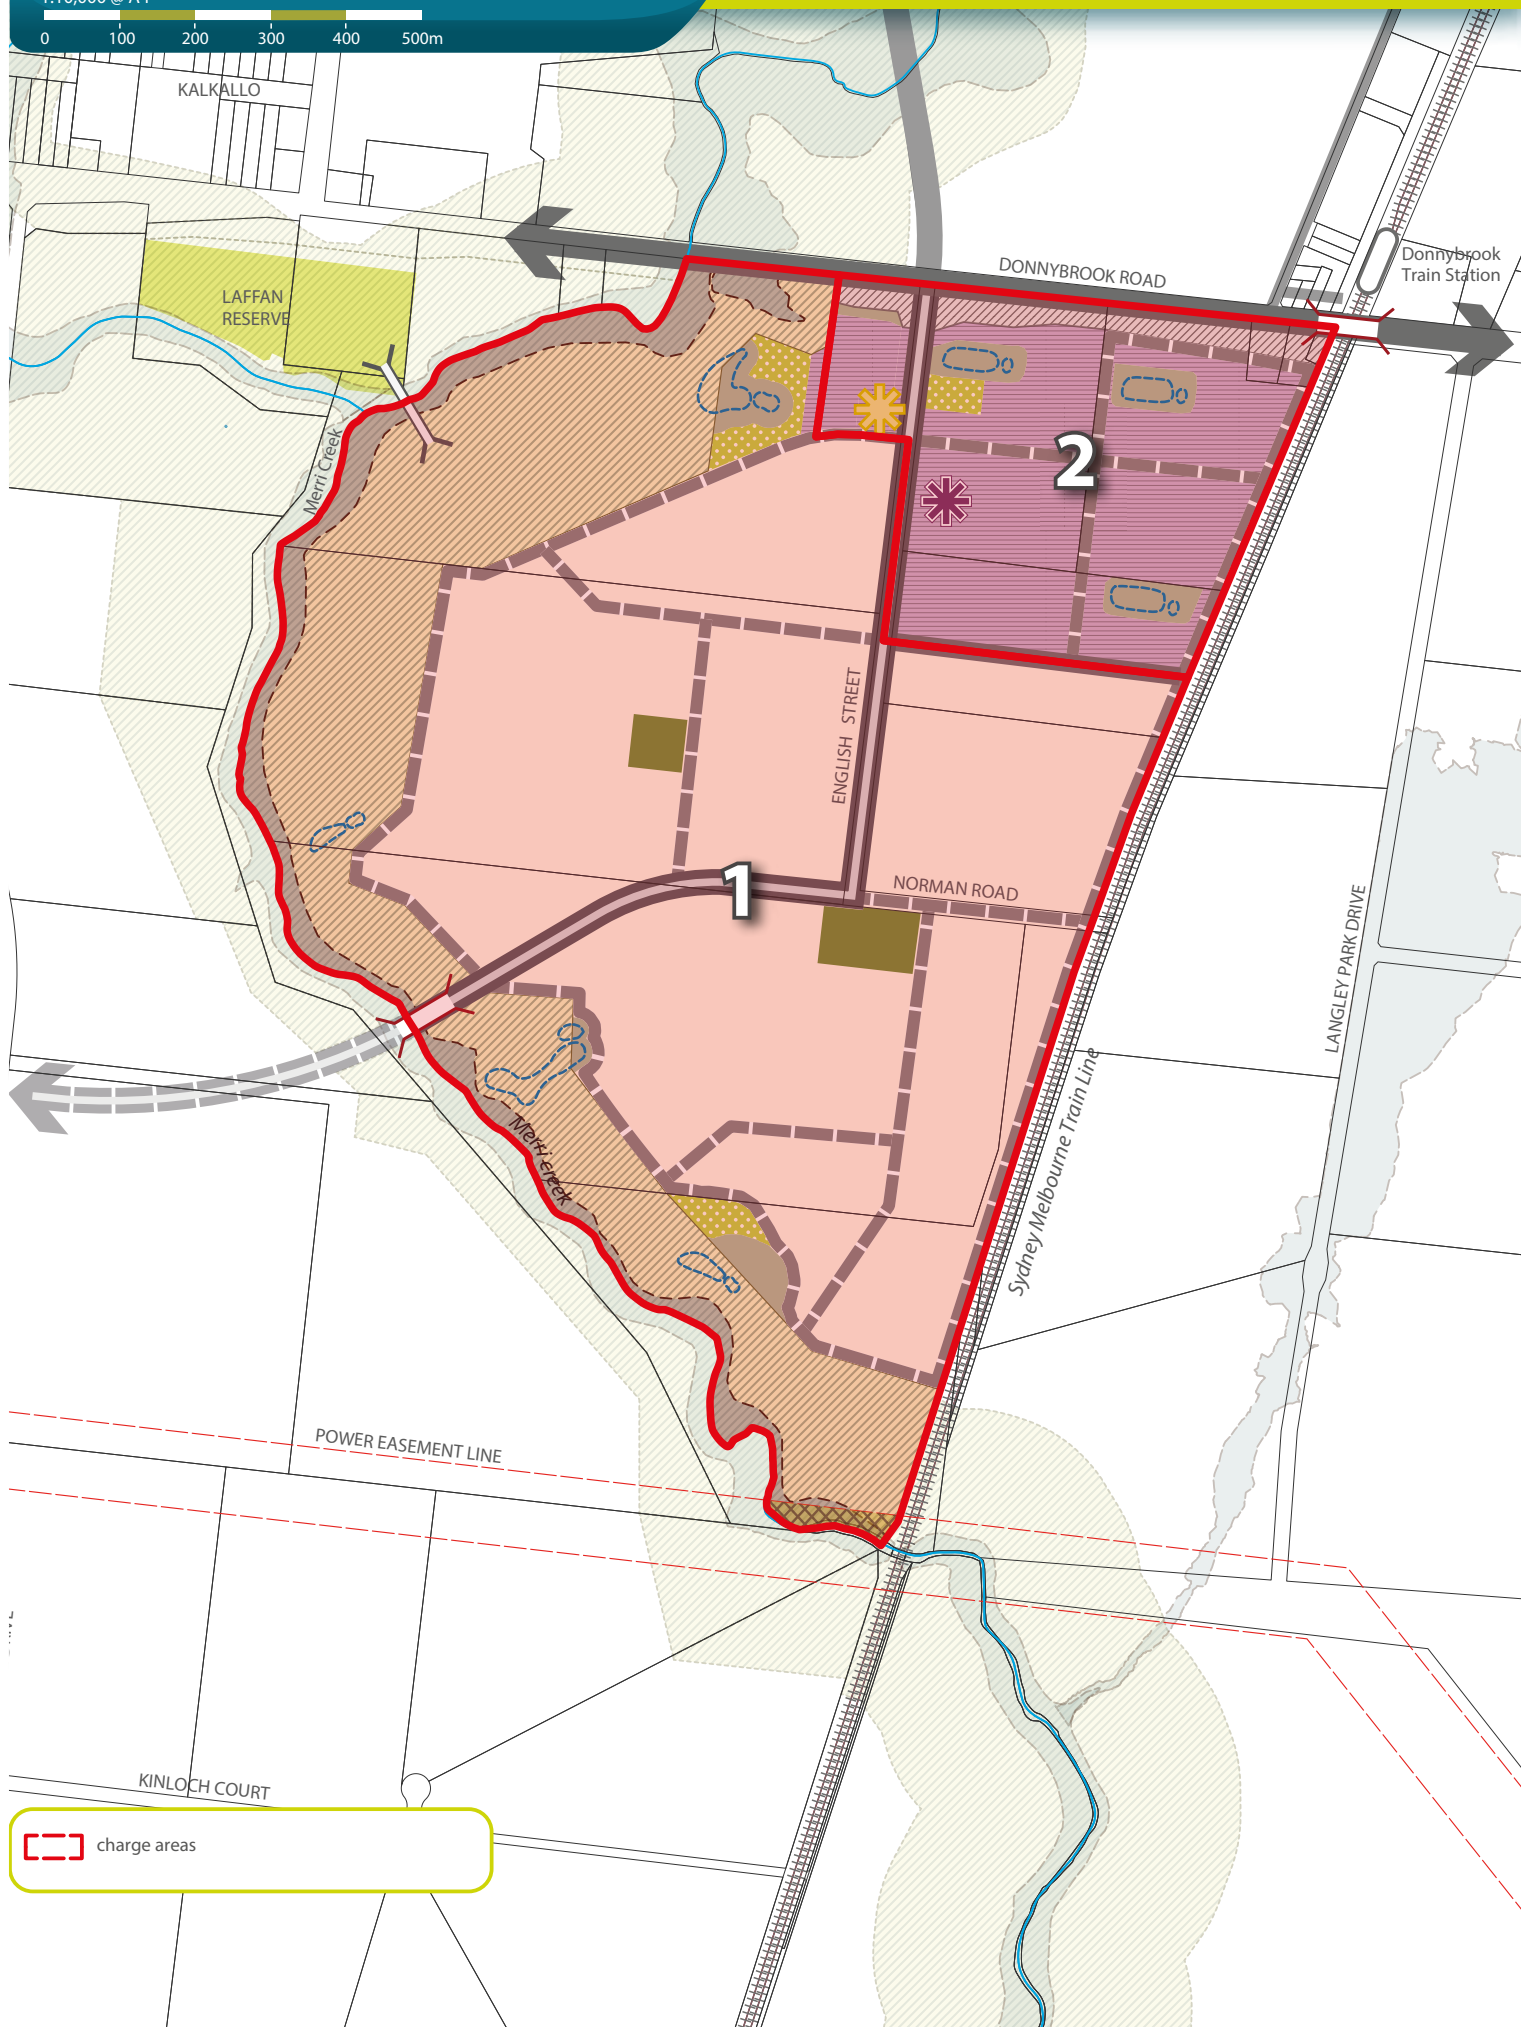 0 100 200 300 400 500m
KALKALLO
DONNYBROOK ROAD
Donnybrook
Train Station
LAFFAN
RESERVE
Merri Creek
2
ENGLISH STREET
1
NORMAN ROAD
LANGLEY PARK DRIVE
Sydney Melbourne Train Line
Merri creek
POWER EASEMENT LINE
KINLOCH COURT
charge areas